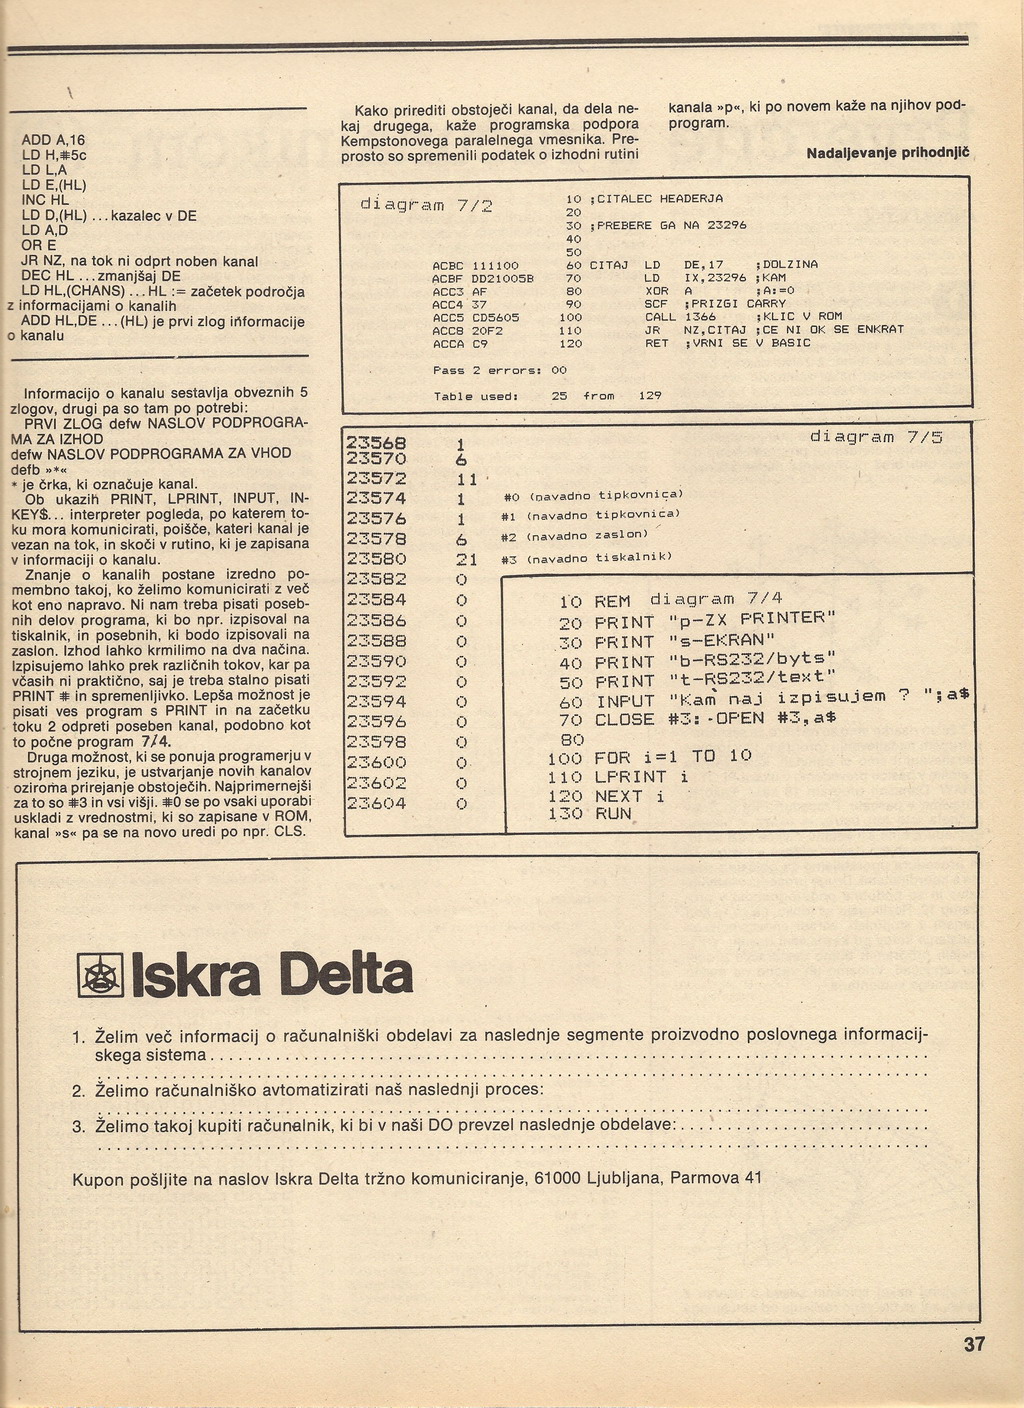 ADD A,16
LD H,#5c
LD L,A
LD E,(HL)
INC HL
LD D,(HL) ... kazalec v DE
LD A,D
OR E
JR NZ, na tok ni odprt noben kanal
DEC HL ... zmanjšaj DE
LD HL,(CHANS) ... HL := začetek področja
z informacijami o kanalih
ADD HL,DE ... (HL) je prvi zlog informacije
o kanalu
Informacijo o kanalu sestavlja obveznih 5
zlogov, drugi pa so tam po potrebi:
PRVI ZLOG defw NASLOV PODPROGRA-
MA ZA IZHOD
defw NASLOV PODPROGRAMA ZA VHOD
defb »*«
* je črka, ki označuje kanal.
Ob ukazih PRINT, LPRINT, INPUT, IN-
KEY$... interpreter pogleda, po katerem to-
ku mora komunicirati, poišče, kateri kanal je
vezan na tok, in skoči v rutino, ki je zapisana
v informaciji o kanalu.
Znanje o kanalih postane izredno po-
membno takoj, ko želimo komunicirati z več
kot eno napravo. Ni nam treba pisati poseb-
nih delov programa, ki bo npr. izpisoval na
tiskalnik, in posebnih, ki bodo izpisovali na
zaslon. Izhod lahko krmilimo na dva načina.
Izpisujemo lahko prek različnih tokov, kar pa
včasih ni praktično, saj je treba stalno pisati
PRINT # in spremenljivko. Lepša možnost je
pisati ves program s PRINT in na začetku
toku 2 odpreti poseben kanal, podobno kot
to počne program 7/4.
Druga možnost, ki se ponuja programerju v
strojnem jeziku, je ustvarjanje novih kanalov
oziroma prirejanje obstoječih. Najprimernejši
za to so #3 in vsi višji. #0 se po vsaki uporabi
uskladi z vrednostmi, ki so zapisane v ROM,
kanal »s« pa se na novo uredi po npr. CLS.
Kako prirediti obstoječi kanal, da dela ne-
kaj drugega, kaže programska podpora
Kempstonovega paralelnega vmesnika. Pre-
prosto so spremenili podatek o izhodni rutini
kanala »p«, ki po novem kaže na njihov pod-
program.
Nadaljevanje prihodnjič
diagram 7/2
10 ;CITALEC HEADERJA
20
30 ;PREBERE GA NA 23296
40
50
ACBC 111100 60 CITAJ LD DE,17 ;DOLZINA
ACBF DD21005B 70 LD IX,23296 ;KAM
ACC3 AF 80 XOR A ;A:=0
ACC4 37 90 SCF ;PRIZGI CARRY
ACC5 CD5605 100 CALL 1366 ;KLIC V ROM
ACC8 20F2 110 JR NZ,CITAJ ;CE NI OK SE ENKRAT
ACCA C9 120 RET ;VRNI SE V BASIC
Pass 2 errors: 00
Table used: 25 from 129
diagram 7/5
23568 1
23570 6
23572 11
23574 1 #0 (navadno tipkovnica)
23576 1 #1 (navadno tipkovnica)
23578 6 #2 (navadno zaslon)
23580 21 #3 (navadno tiskalnik)
23582 0
23584 0
23586 0
23588 0
23590 0
23592 0
23594 0
23596 0
23598 0
23600 0
23602 0
23604 0
10 REM diagram 7/4
20 PRINT "p-ZX PRINTER"
30 PRINT "s-EKRAN"
40 PRINT "b-RS232/byts"
50 PRINT "t-RS232/text"
60 INPUT "Kam naj izpisujem ? ";a$
70 CLOSE #3: OPEN #3,a$
80
100 FOR i=1 TO 10
110 LPRINT i
120 NEXT i
130 RUN
Iskra Delta
1. Želim več informacij o računalniški obdelavi za naslednje segmente proizvodno poslovnega informacij-
skega sistema
2. Želimo računalniško avtomatizirati naš naslednji proces:
3. Želimo takoj kupiti računalnik, ki bi v naši DO prevzel naslednje obdelave:
Kupon pošljite na naslov Iskra Delta tržno komuniciranje, 61000 Ljubljana, Parmova 41
37